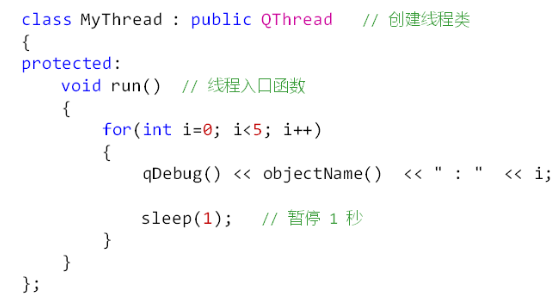 class MyThread : public QThread   // 创建线程类
{
protected:
    void run()  // 线程入口函数
    {
        for(int i=0; i<5; i++)
        {
            qDebug() << objectName()  << " : "  << i;

            sleep(1);   // 暂停 1 秒
        }
    }
};